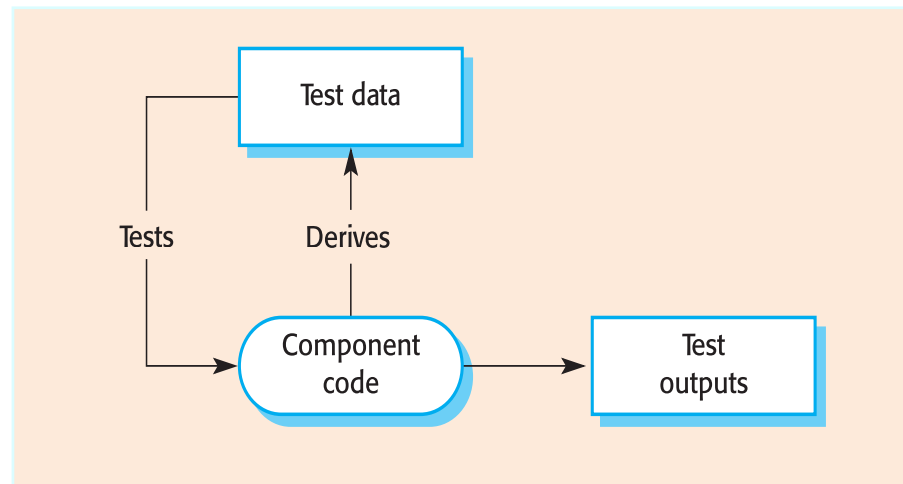 Test data
Tests
Derives
Component
code
Test
outputs